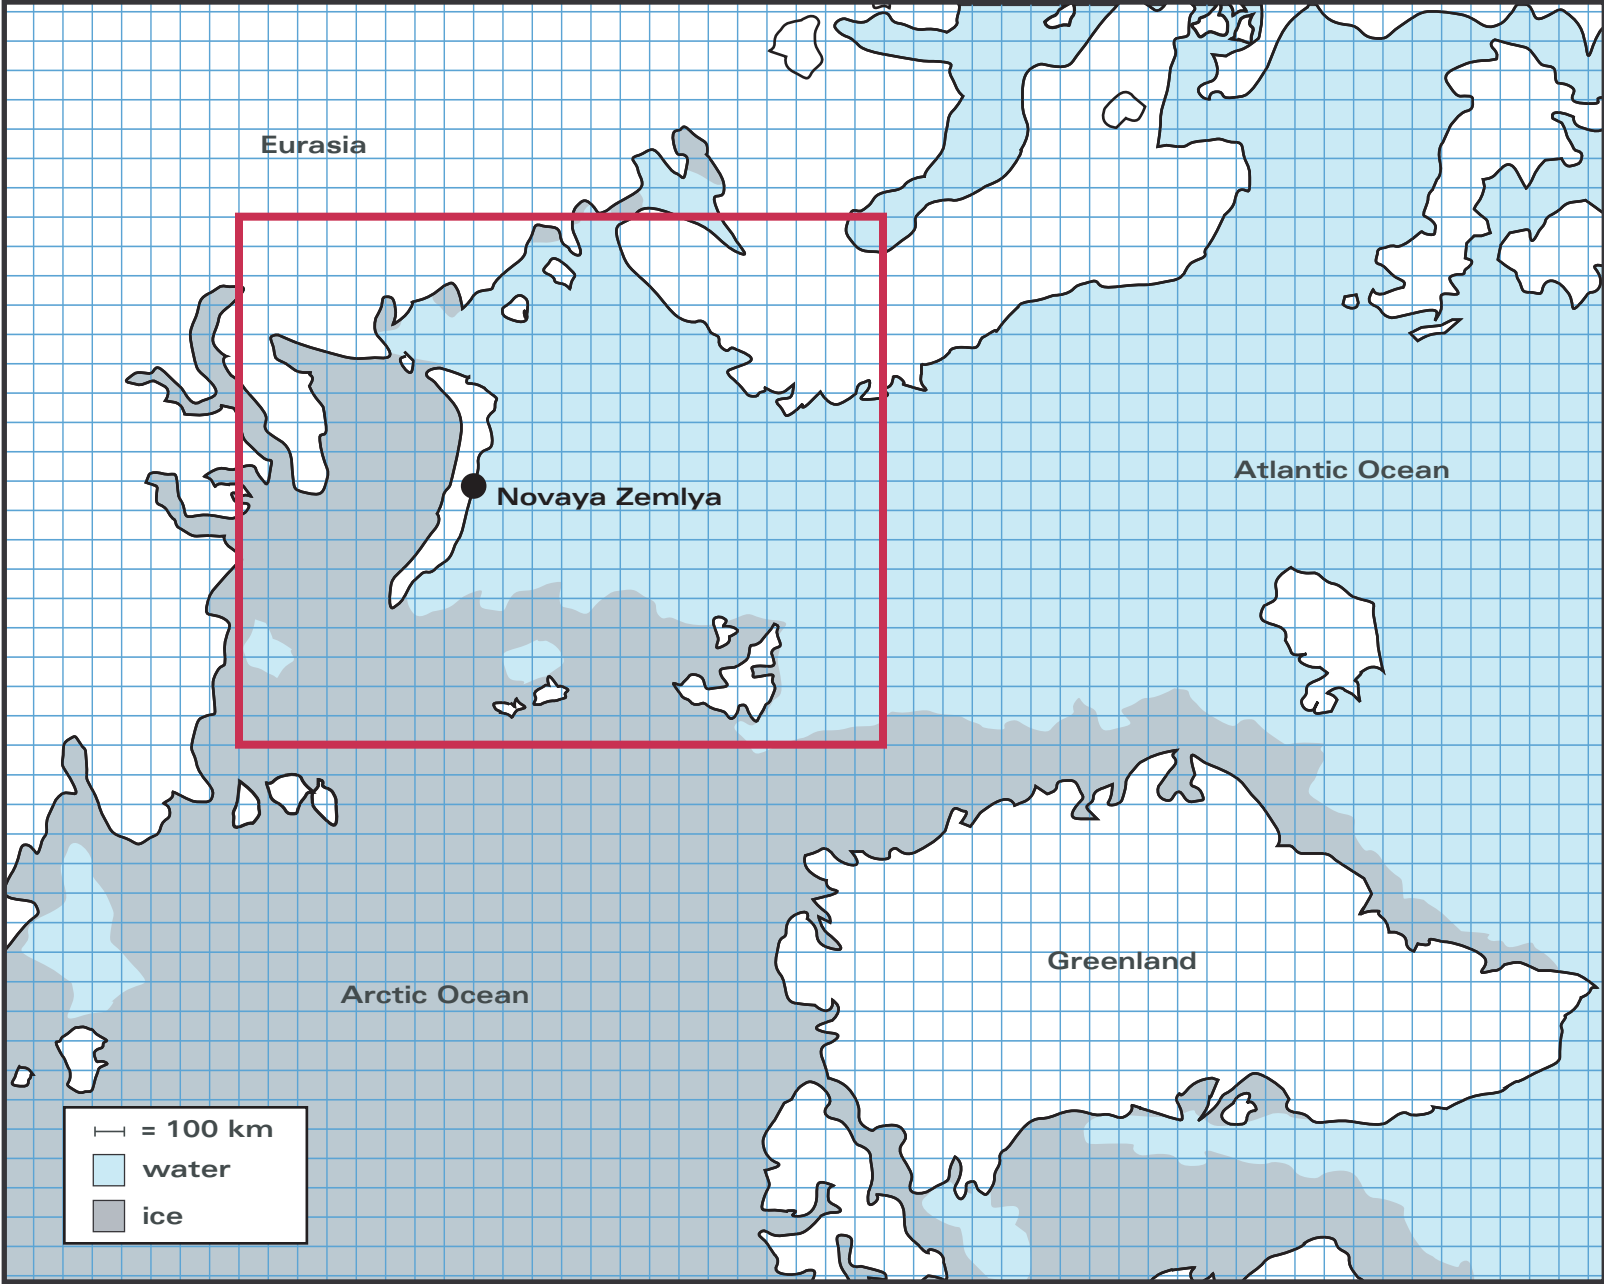 Eurasia
Atlantic Ocean
Novaya Zemlya
Greenland
Arctic Ocean
= 100 km
water
ice